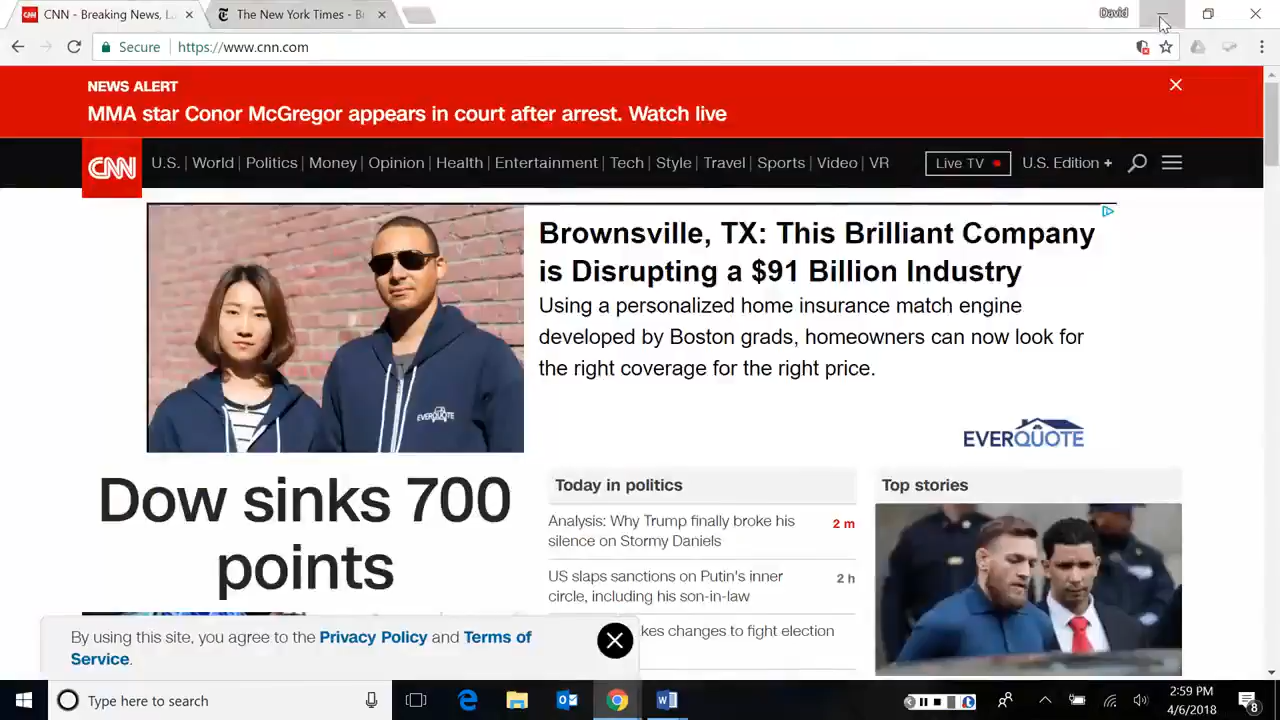 CNN - Breaking News, La
The New York Times - B
David
Secure
https://www.cnn.com
NEWS ALERT
MMA star Conor McGregor appears in court after arrest. Watch live
CNN
U.S. | World | Politics | Money | Opinion | Health | Entertainment | Tech | Style | Travel | Sports | Video | VR
Live TV
U.S. Edition +
Brownsville, TX: This Brilliant Company
is Disrupting a $91 Billion Industry
Using a personalized home insurance match engine
developed by Boston grads, homeowners can now look for
the right coverage for the right price.
EVERQUOTE
EVERQUOTE
Dow sinks 700
points
Today in politics
Analysis: Why Trump finally broke his
silence on Stormy Daniels
2 m
US slaps sanctions on Putin's inner
circle, including his son-in-law
2 h
kes changes to fight election
Top stories
By using this site, you agree to the Privacy Policy and Terms of
Service.
Type here to search
2:59 PM
4/6/2018
8